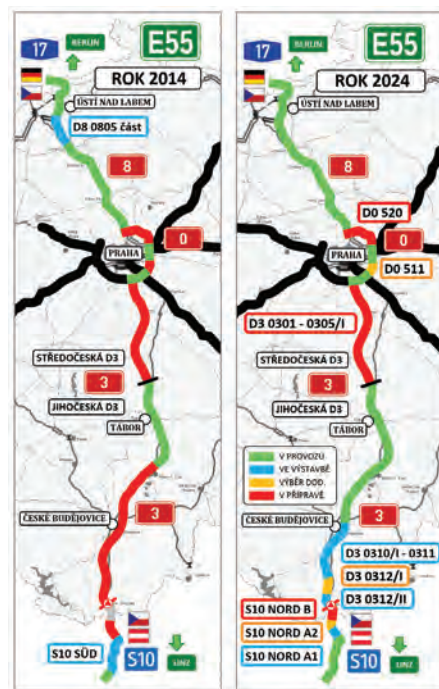 17
BERLIN
E55
ROK 2014
ÚSTÍ NAD LABEM
D8 0805 část
8
0
PRAHA
STŘEDOČESKÁ D3
3
JIHOČESKÁ D3
TÁBOR
ČESKÉ BUDĚJOVICE
3
S10 SÜD
S10
LINZ
17
BERLIN
E55
ROK 2024
ÚSTÍ NAD LABEM
8
D0 520
0
PRAHA
D0 511
D3 0301 - 0305/I
STŘEDOČESKÁ D3
3
JIHOČESKÁ D3
TÁBOR
V PROVOZU
VE VÝSTAVBĚ
VÝBĚR DOD.
V PŘÍPRAVĚ
ČESKÉ BUDĚJOVICE
3
D3 0310/I - 0311
D3 0312/I
D3 0312/II
S10 NORD B
S10 NORD A2
S10 NORD A1
S10
LINZ